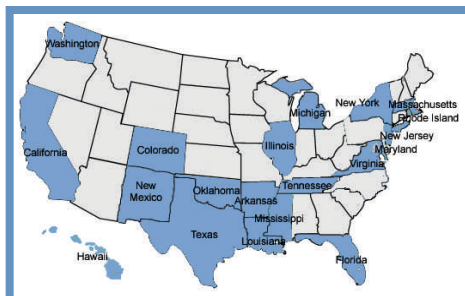 Washington
Michigan
New York
Massachusetts
Rhode Island
New Jersey
Maryland
Illinois
California
Colorado
Virginia
New
Mexico
Oklahoma
Arkansas
Tennessee
Mississippi
Texas
Louisiana
Hawaii
Florida